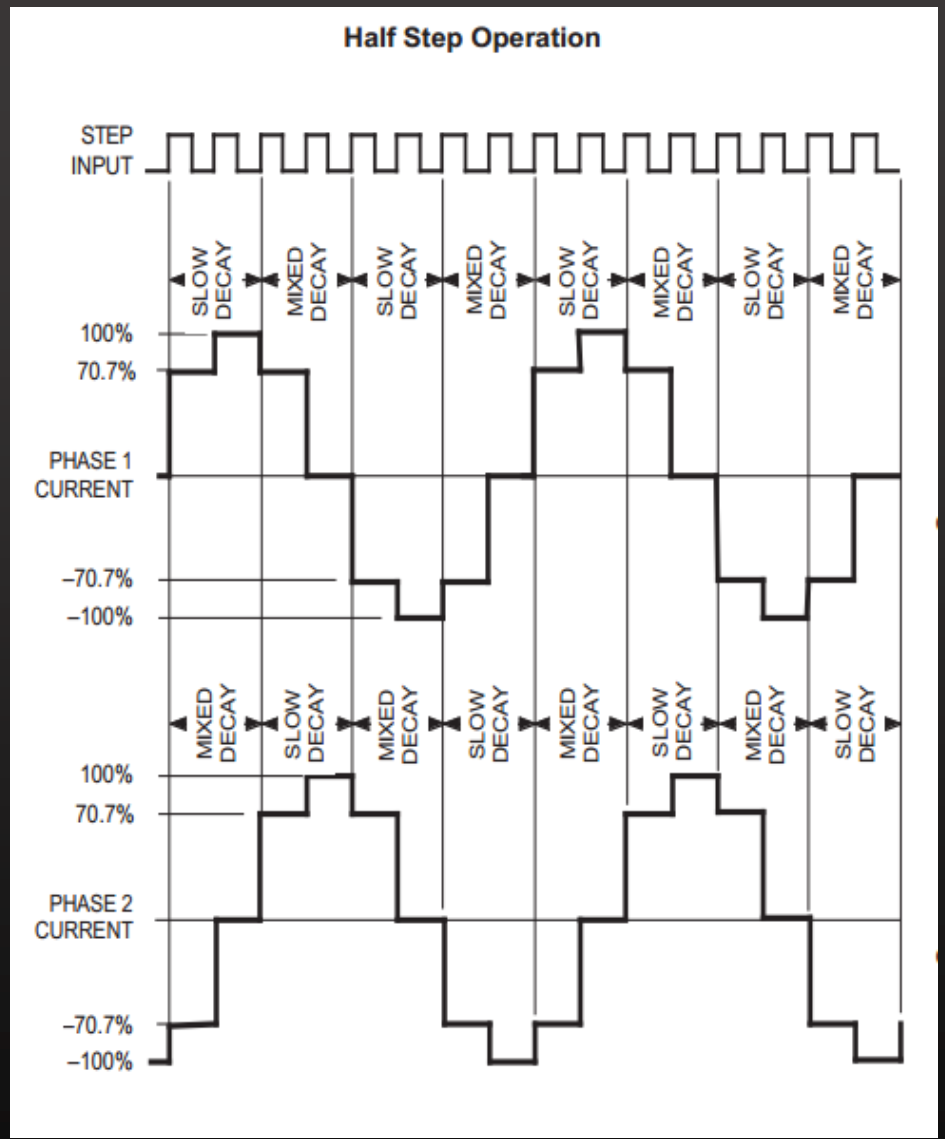 Half Step Operation
STEP
INPUT
SLOW
DECAY
MIXED
DECAY
SLOW
DECAY
MIXED
DECAY
SLOW
DECAY
MIXED
DECAY
SLOW
DECAY
MIXED
DECAY
100%
70.7%
PHASE 1
CURRENT
–70.7%
–100%
MIXED
DECAY
SLOW
DECAY
MIXED
DECAY
SLOW
DECAY
MIXED
DECAY
SLOW
DECAY
MIXED
DECAY
SLOW
DECAY
100%
70.7%
PHASE 2
CURRENT
–70.7%
–100%